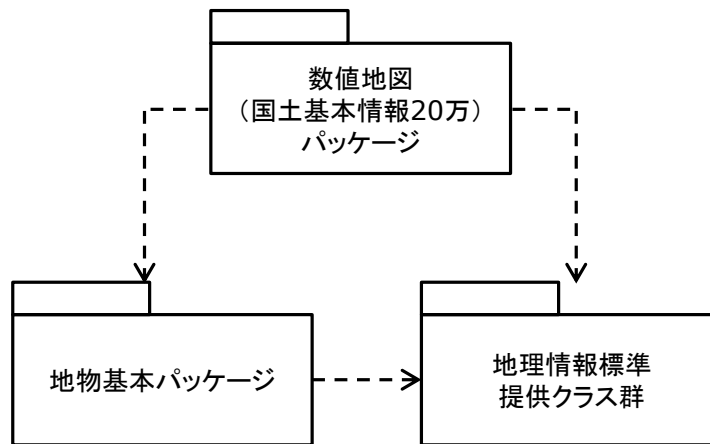 数値地図
（国土基本情報20万）
パッケージ
地物基本パッケージ
地理情報標準
提供クラス群